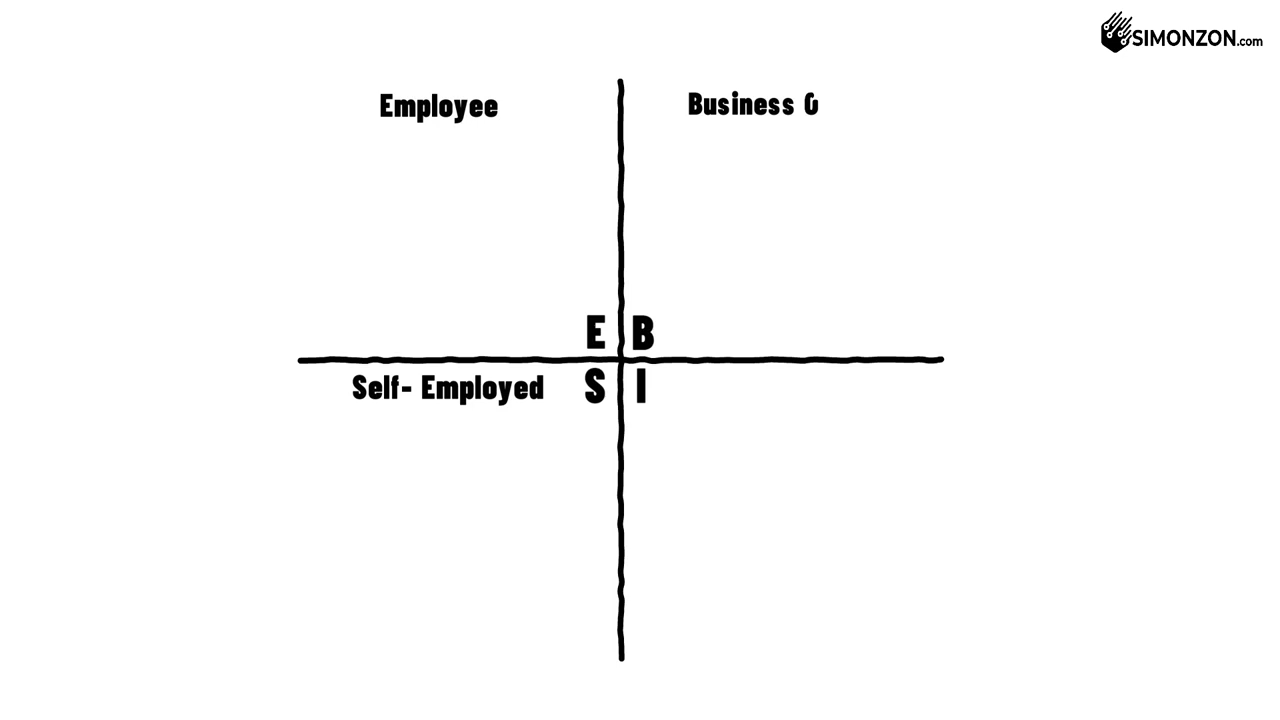 SIMONZON.com
Employee
Business
E B
Self- Employed
S I